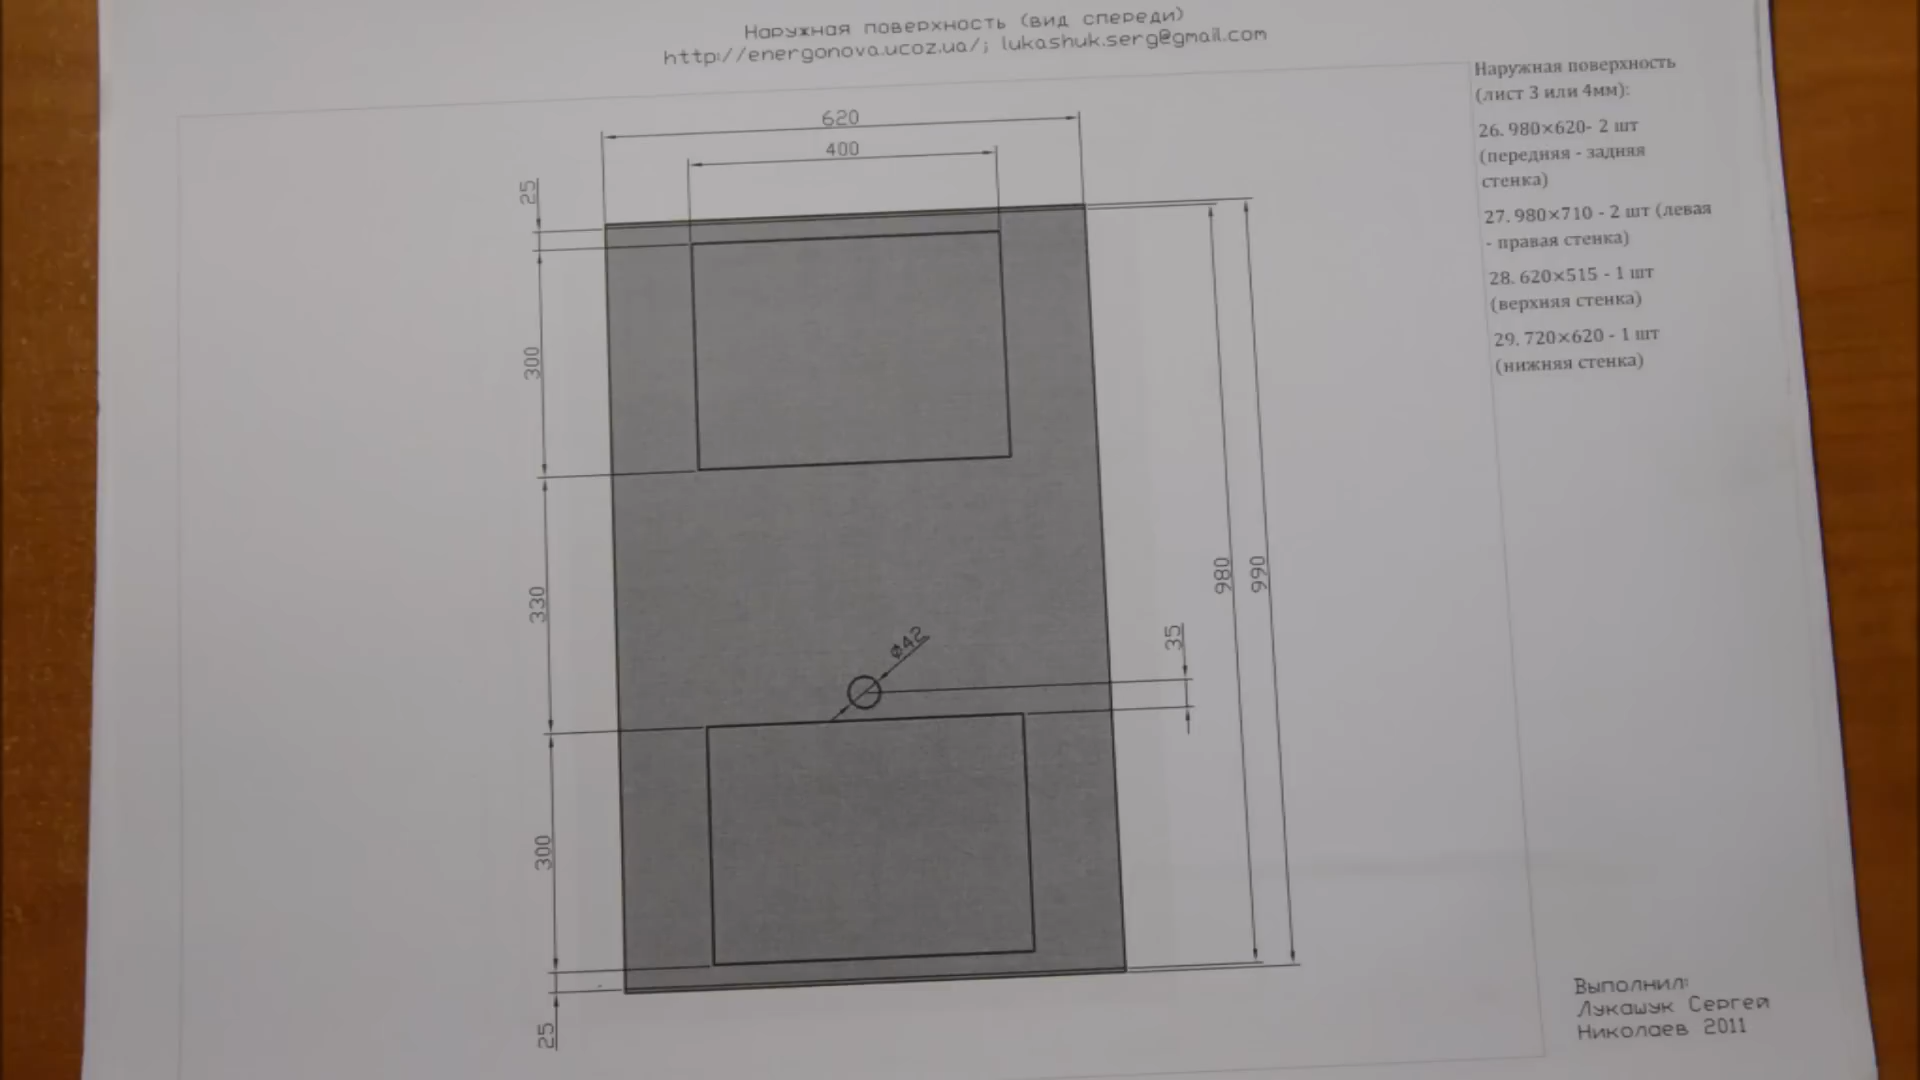 Наружная поверхность (вид спереди)
http://energonova.ucoz.ua/; lukashuk.serg@gmail.com
Наружная поверхность
(лист 3 или 4мм):
26. 980×620- 2 шт
(передняя - задняя
стенка)
27. 980×710 - 2 шт (левая
- правая стенка)
28. 620×515 - 1 шт
(верхняя стенка)
29. 720×620 - 1 шт
(нижняя стенка)
620
400
25
300
330
980
990
35
ø42
300
25
Выполнил:
Лукашук Сергей
Николаев 2011